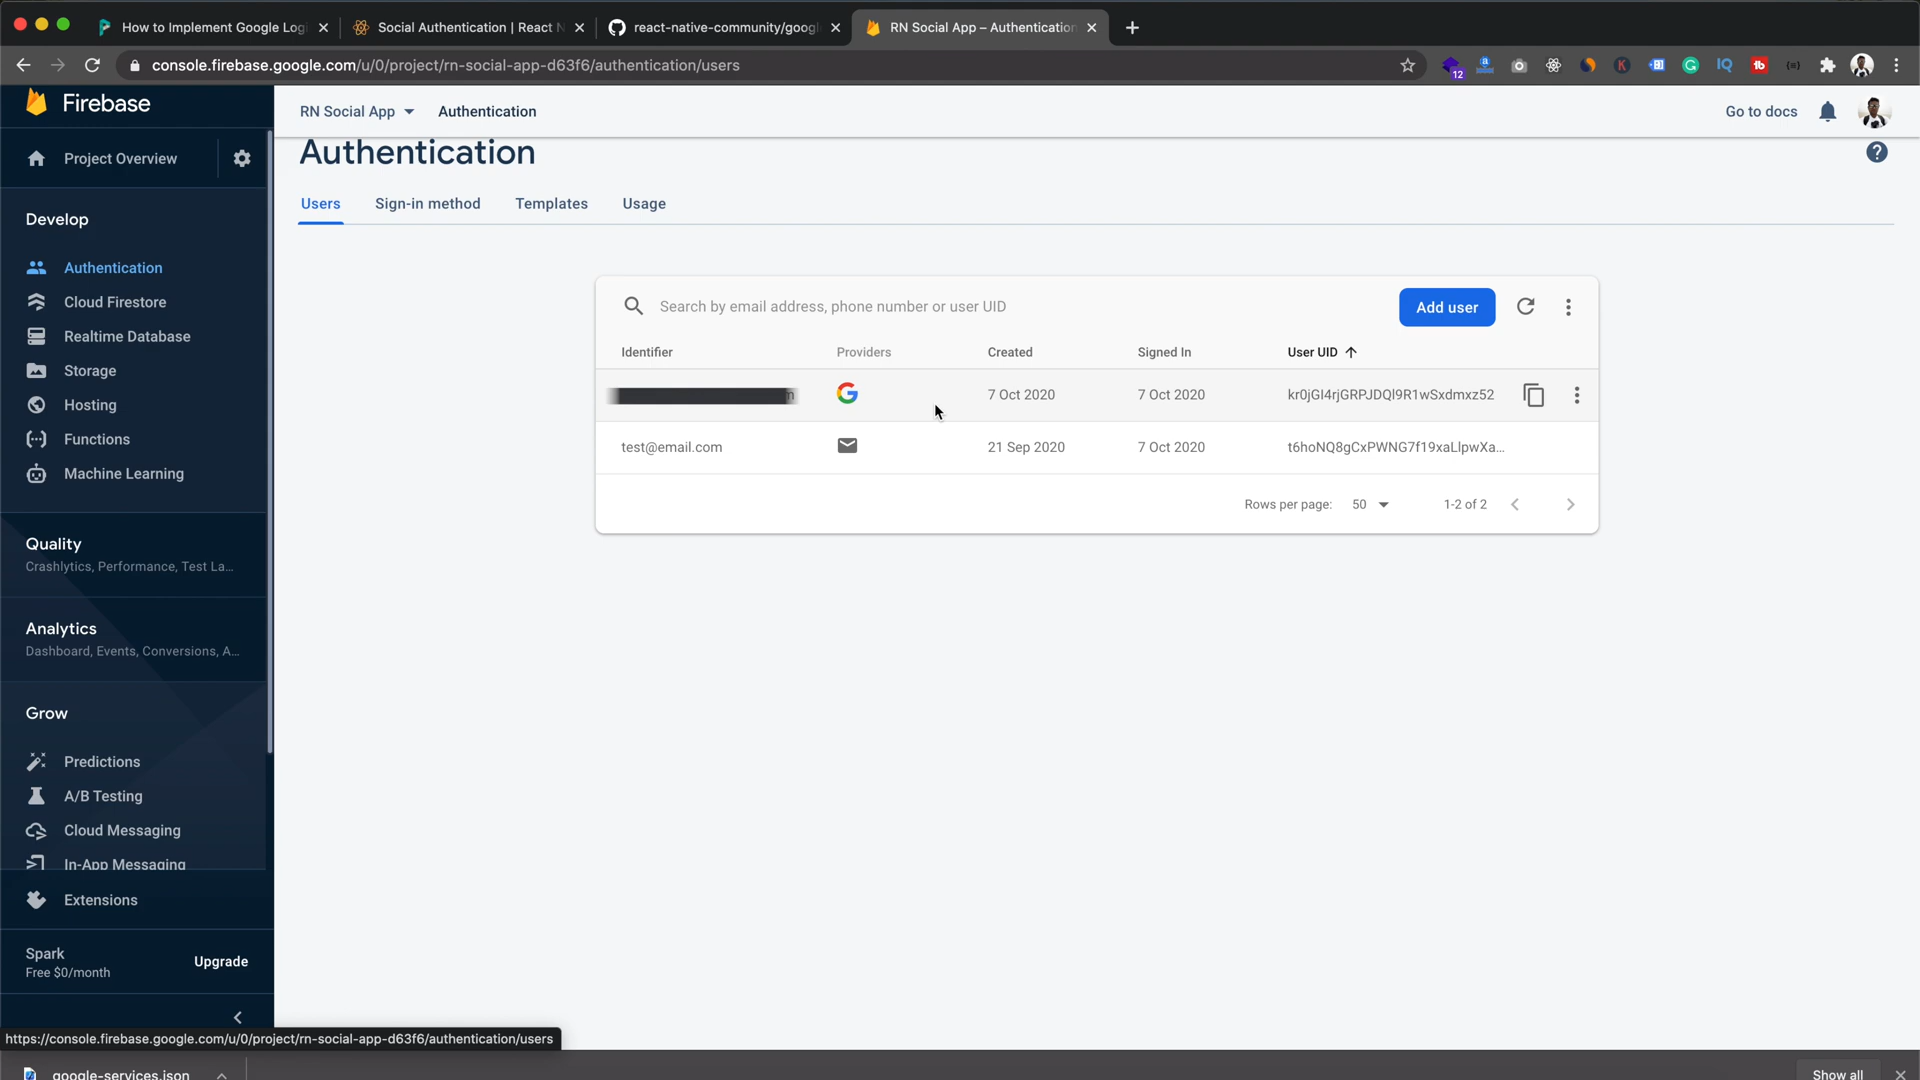 How to Implement Google Logi
Social Authentication | React N
react-native-community/googl
RN Social App – Authentication
console.firebase.google.com/u/0/project/rn-social-app-d63f6/authentication/users
12
Firebase
RN Social App
Authentication
Go to docs
Project Overview
Authentication
Users
Sign-in method
Templates
Usage
Develop
Authentication
Cloud Firestore
Realtime Database
Storage
Hosting
Functions
Machine Learning
Quality
Crashlytics, Performance, Test La...
Analytics
Dashboard, Events, Conversions, A...
Grow
Predictions
A/B Testing
Cloud Messaging
In-App Messaging
Extensions
Spark
Free $0/month
Upgrade
Search by email address, phone number or user UID
Add user
Identifier Providers Created Signed In User UID
7 Oct 2020 7 Oct 2020 kr0jGI4rjGRPJDQl9R1wSxdmxz52
test@email.com 21 Sep 2020 7 Oct 2020 t6hoNQ8gCxPWNG7f19xaLlpwXa...
Rows per page: 50 1-2 of 2
https://console.firebase.google.com/u/0/project/rn-social-app-d63f6/authentication/users
google-services.json
Show all